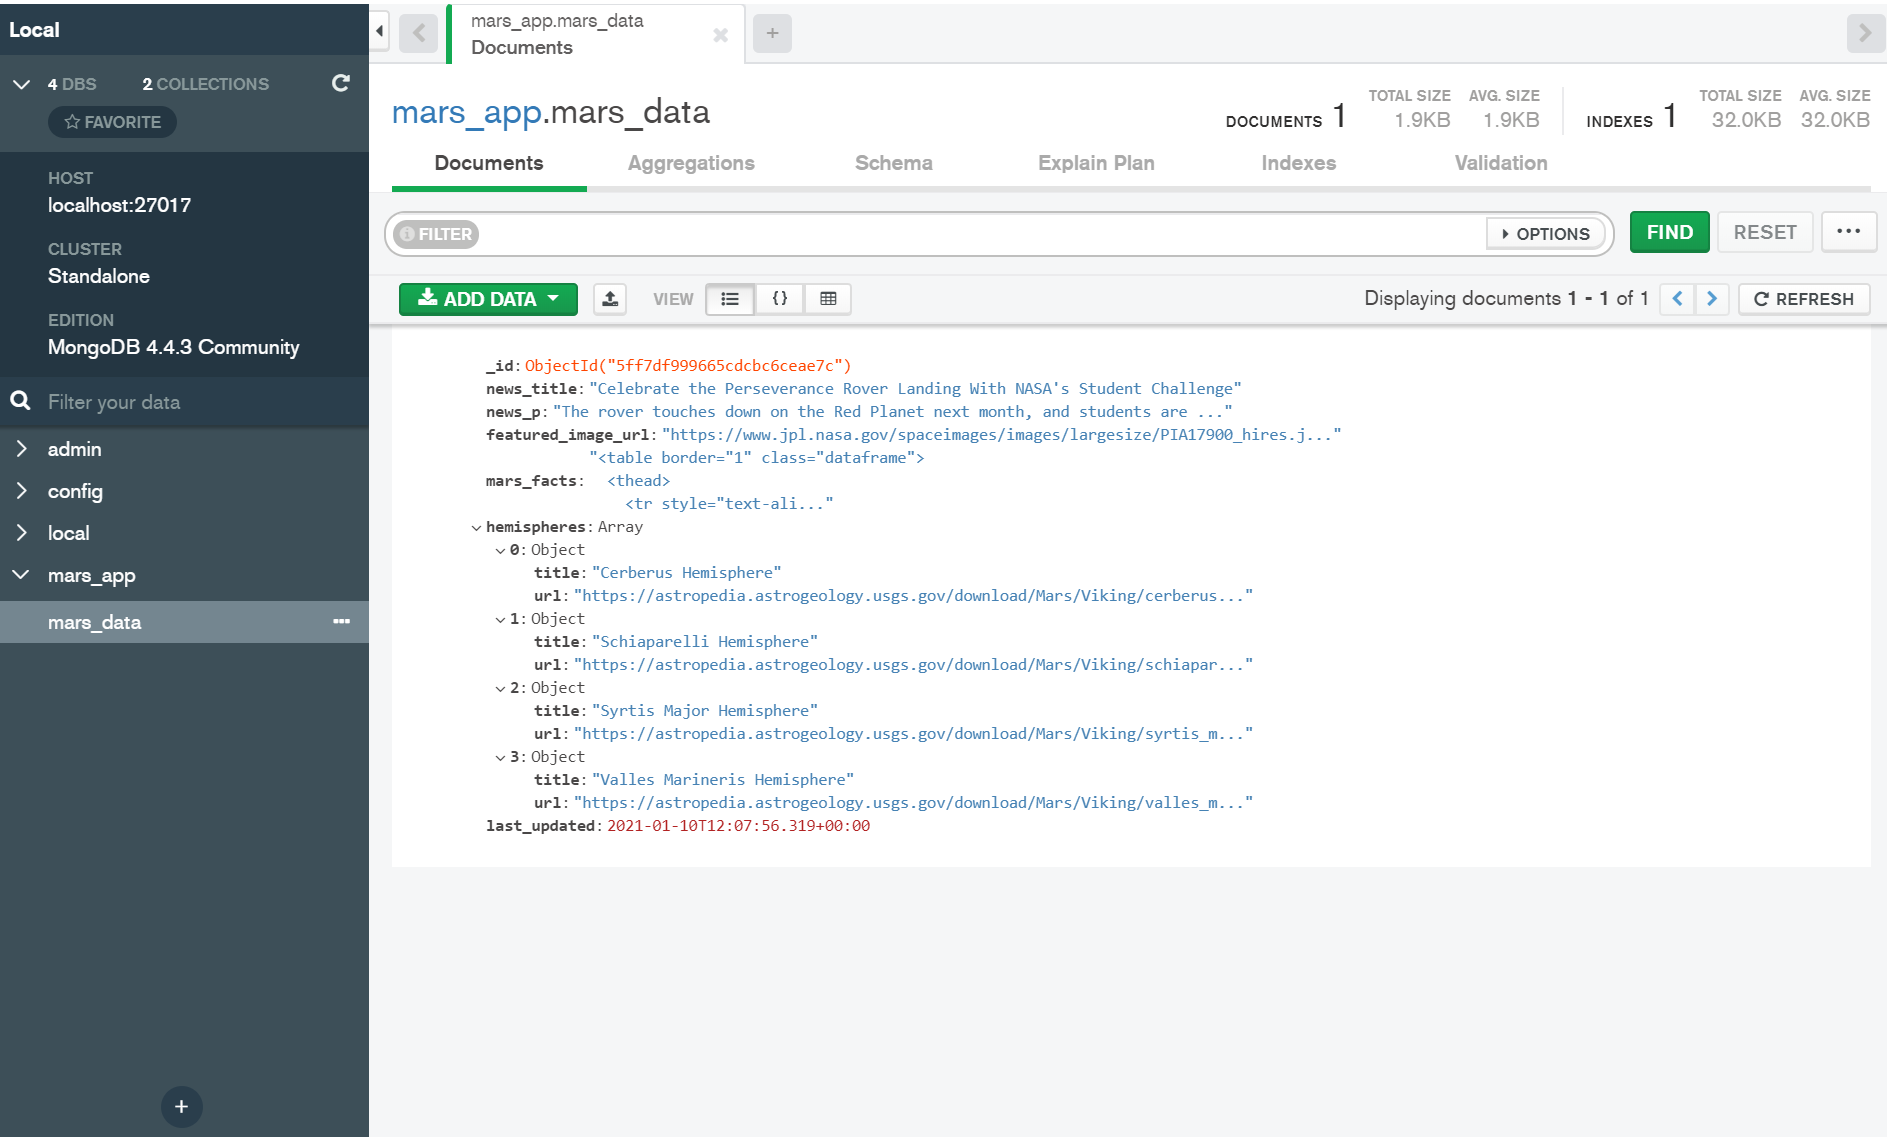 Local
4 DBS 2 COLLECTIONS
FAVORITE
HOST
localhost:27017
CLUSTER
Standalone
EDITION
MongoDB 4.4.3 Community
Filter your data
admin
config
local
mars_app
mars_data
mars_app.mars_data
Documents
mars_app.mars_data
DOCUMENTS 1
TOTAL SIZE
1.9KB
AVG. SIZE
1.9KB
INDEXES 1
TOTAL SIZE
32.0KB
AVG. SIZE
32.0KB
Documents Aggregations Schema Explain Plan Indexes Validation
FILTER
OPTIONS
FIND
RESET
ADD DATA
VIEW
{}
Displaying documents 1 - 1 of 1
REFRESH
_id: ObjectId("5ff7df999665cdcbc6ceae7c")
news_title: "Celebrate the Perseverance Rover Landing With NASA's Student Challenge"
news_p: "The rover touches down on the Red Planet next month, and students are ..."
featured_image_url: "https://www.jpl.nasa.gov/spaceimages/images/largesize/PIA17900_hires.j..."
"<table border="1" class="dataframe">
mars_facts: <thead>
<tr style="text-ali..."
hemispheres: Array
0: Object
title: "Cerberus Hemisphere"
url: "https://astropedia.astrogeology.usgs.gov/download/Mars/Viking/cerberus..."
1: Object
title: "Schiaparelli Hemisphere"
url: "https://astropedia.astrogeology.usgs.gov/download/Mars/Viking/schiapar..."
2: Object
title: "Syrtis Major Hemisphere"
url: "https://astropedia.astrogeology.usgs.gov/download/Mars/Viking/syrtis_m..."
3: Object
title: "Valles Marineris Hemisphere"
url: "https://astropedia.astrogeology.usgs.gov/download/Mars/Viking/valles_m..."
last_updated: 2021-01-10T12:07:56.319+00:00